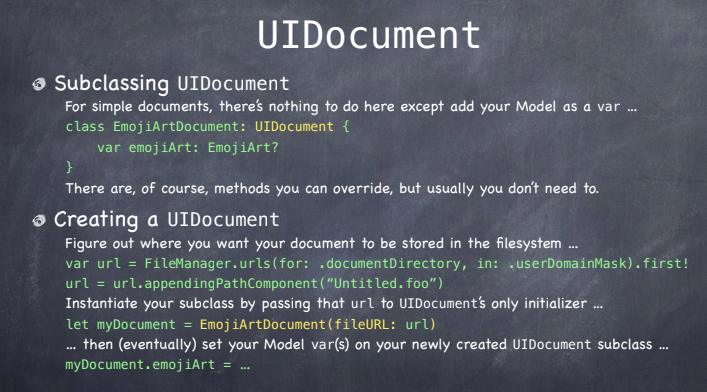 UIDocument
Subclassing UIDocument
For simple documents, there's nothing to do here except add your Model as a var ...
class EmojiArtDocument: UIDocument {
    var emojiArt: EmojiArt?
}
There are, of course, methods you can override, but usually you don't need to.
Creating a UIDocument
Figure out where you want your document to be stored in the filesystem ...
var url = FileManager.urls(for: .documentDirectory, in: .userDomainMask).first!
url = url.appendingPathComponent(“Untitled.foo”)
Instantiate your subclass by passing that url to UIDocument's only initializer ...
let myDocument = EmojiArtDocument(fileURL: url)
... then (eventually) set your Model var(s) on your newly created UIDocument subclass ...
myDocument.emojiArt = …